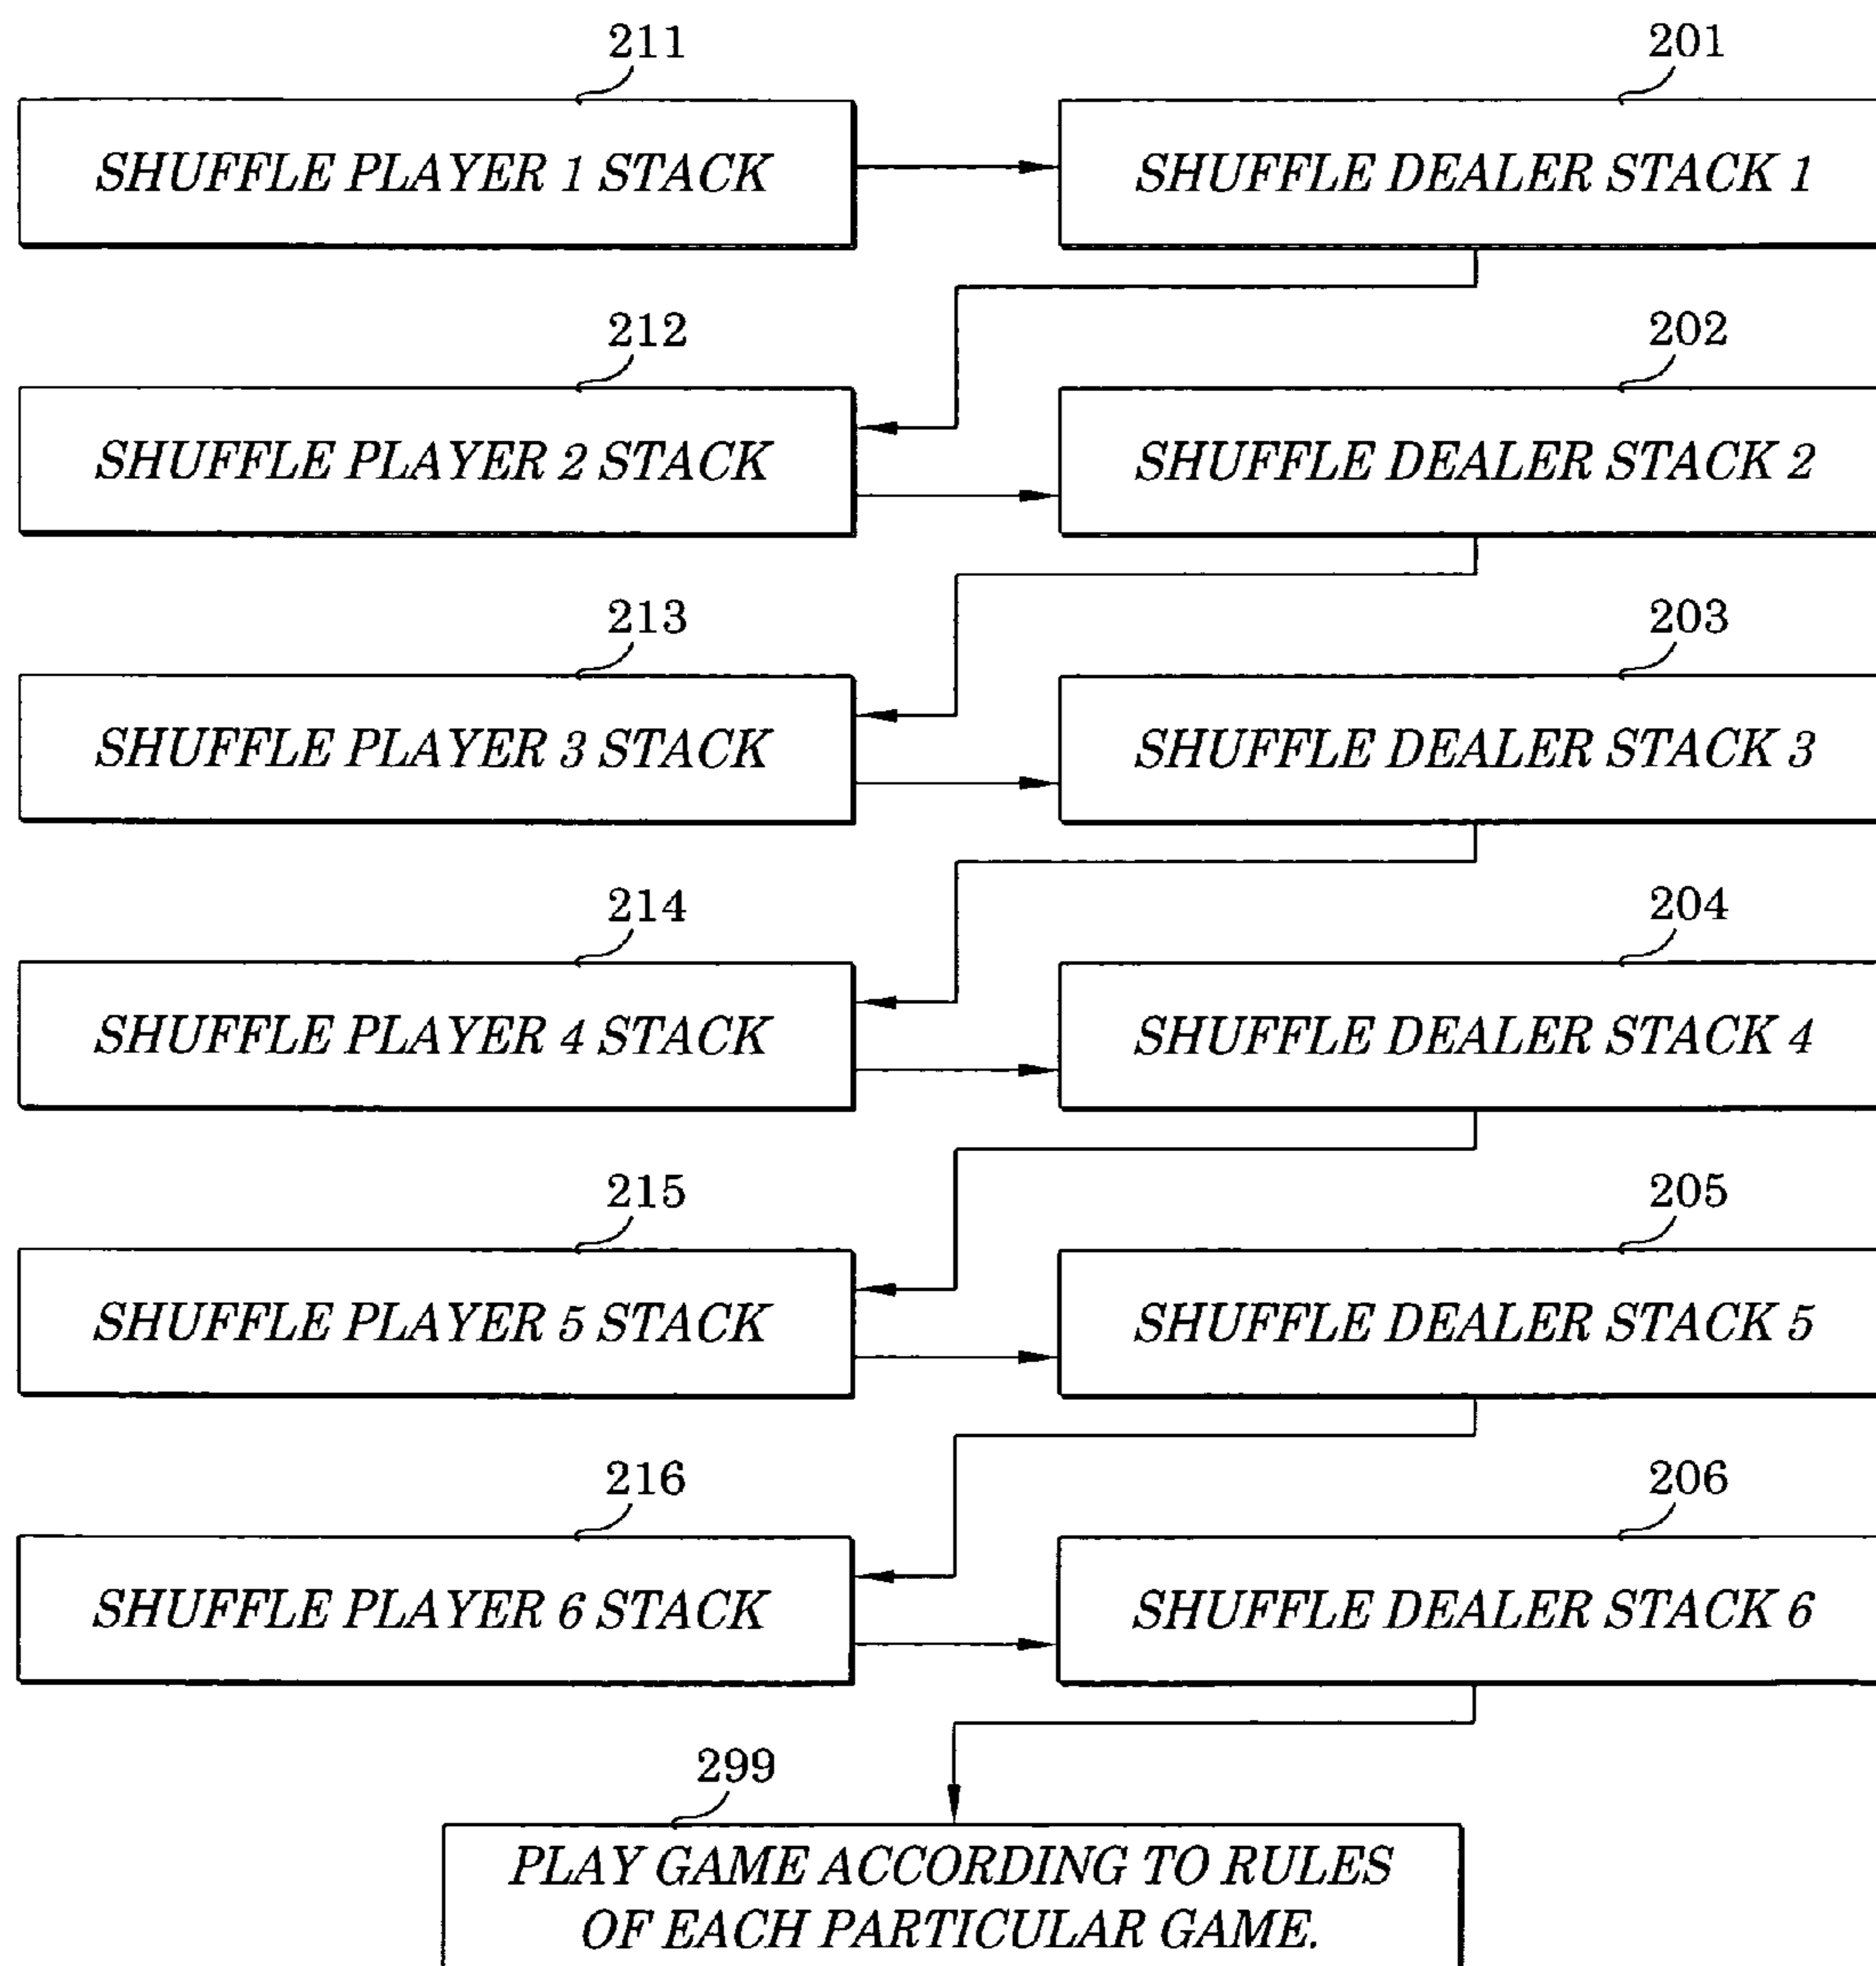 211
201
SHUFFLE PLAYER 1 STACK
SHUFFLE DEALER STACK 1
212
202
SHUFFLE PLAYER 2 STACK
SHUFFLE DEALER STACK 2
213
203
SHUFFLE PLAYER 3 STACK
SHUFFLE DEALER STACK 3
214
204
SHUFFLE PLAYER 4 STACK
SHUFFLE DEALER STACK 4
215
205
SHUFFLE PLAYER 5 STACK
SHUFFLE DEALER STACK 5
216
206
SHUFFLE PLAYER 6 STACK
SHUFFLE DEALER STACK 6
299
PLAY GAME ACCORDING TO RULES
OF EACH PARTICULAR GAME.